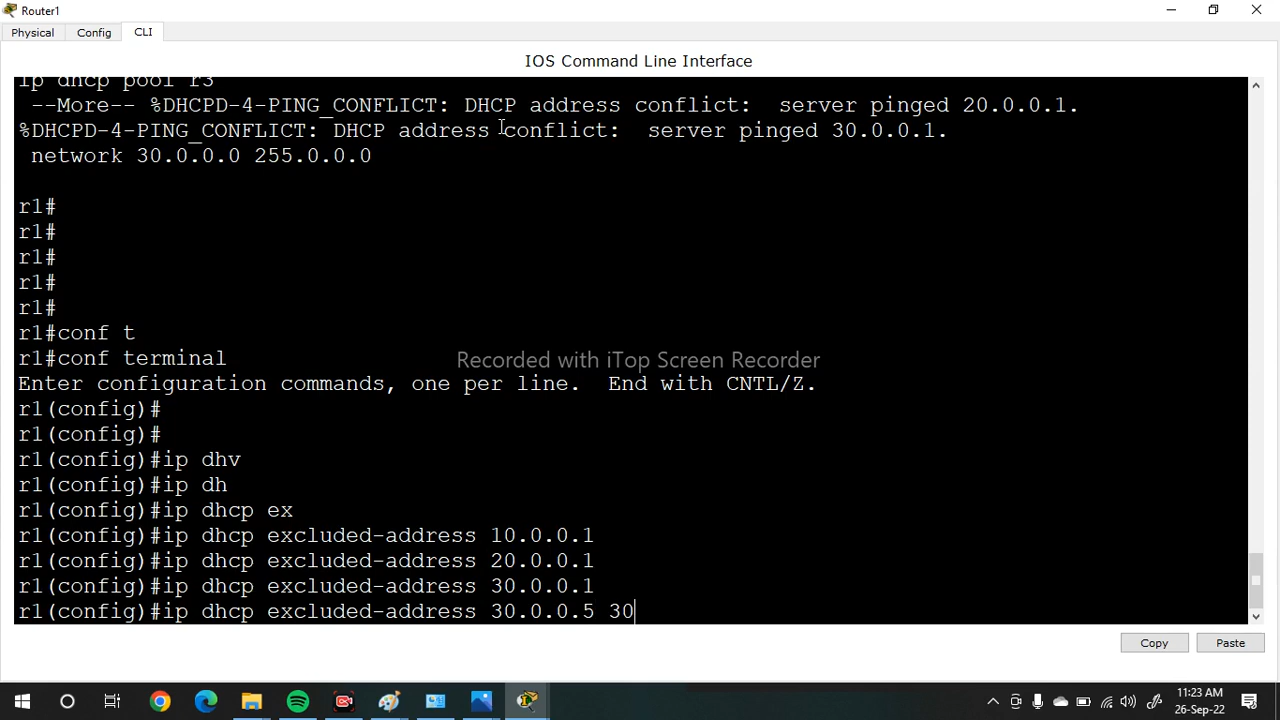 Router1
Physical Config CLI
IOS Command Line Interface
ip dhcp pool r3
--More-- %DHCPD-4-PING_CONFLICT: DHCP address conflict: server pinged 20.0.0.1.
%DHCPD-4-PING_CONFLICT: DHCP address conflict: server pinged 30.0.0.1.
network 30.0.0.0 255.0.0.0
r1#
r1#
r1#
r1#
r1#
r1#conf t
r1#conf terminal
Recorded with iTop Screen Recorder
Enter configuration commands, one per line. End with CNTL/Z.
r1(config)#
r1(config)#
r1(config)#ip dhv
r1(config)#ip dh
r1(config)#ip dhcp ex
r1(config)#ip dhcp excluded-address 10.0.0.1
r1(config)#ip dhcp excluded-address 20.0.0.1
r1(config)#ip dhcp excluded-address 30.0.0.1
r1(config)#ip dhcp excluded-address 30.0.0.5 30
Copy Paste
11:23 AM
26-Sep-22